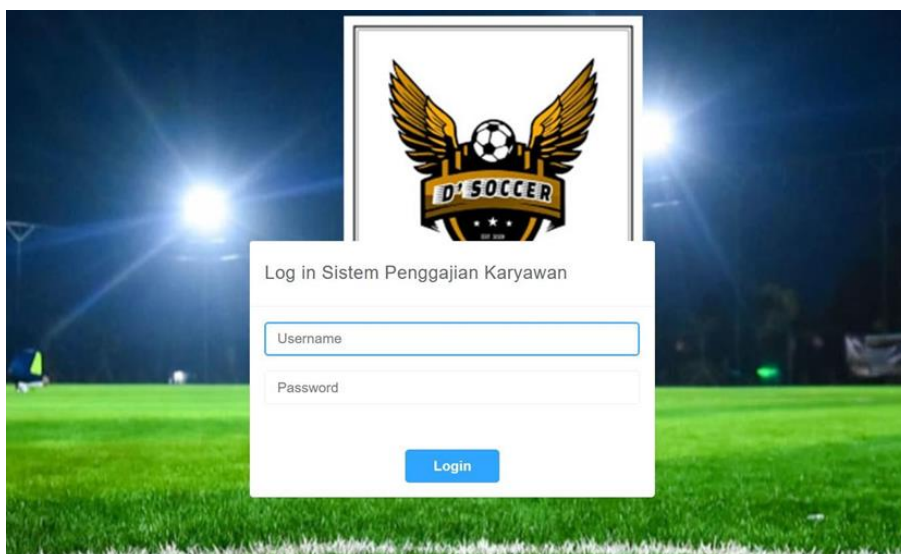 D'SOCCER
Log in Sistem Penggajian Karyawan
Username
Password
Login